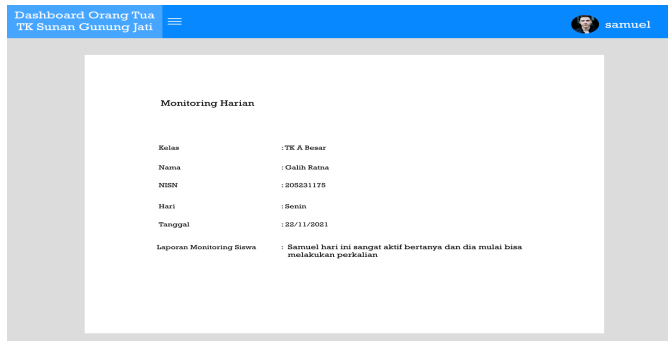 Dashboard Orang Tua
TK Sunan Gunung Jati
samuel
Monitoring Harian
Kelas : TK A Besar
Nama : Galih Ratna
NISN : 205231175
Hari : Senin
Tanggal : 22/11/2021
Laporan Monitoring Siswa : Samuel hari ini sangat aktif bertanya dan dia mulai bisa
melakukan perkalian